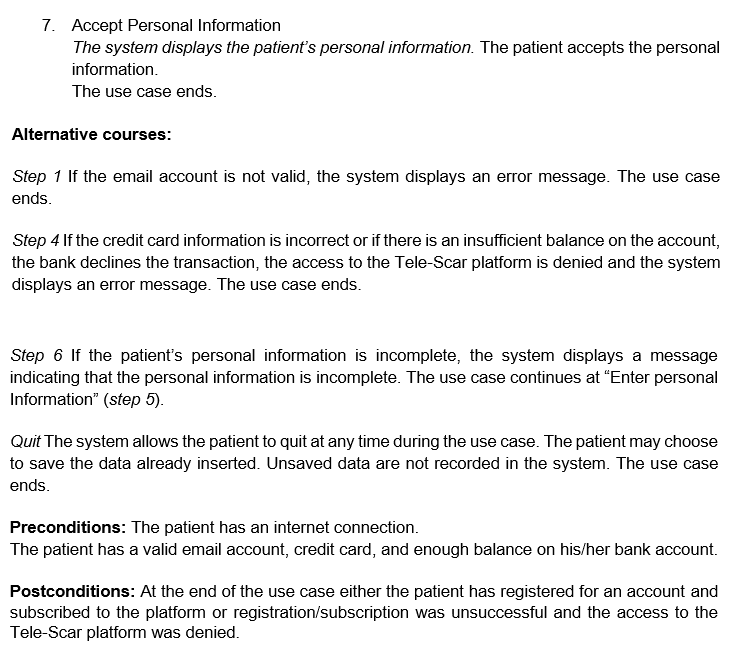 7. Accept Personal Information
The system displays the patient's personal information. The patient accepts the personal
information.
The use case ends.
Alternative courses:
Step 1 If the email account is not valid, the system displays an error message. The use case
ends.
Step 4 If the credit card information is incorrect or if there is an insufficient balance on the account,
the bank declines the transaction, the access to the Tele-Scar platform is denied and the system
displays an error message. The use case ends.
Step 6 If the patient's personal information is incomplete, the system displays a message
indicating that the personal information is incomplete. The use case continues at “Enter personal
Information” (step 5).
Quit The system allows the patient to quit at any time during the use case. The patient may choose
to save the data already inserted. Unsaved data are not recorded in the system. The use case
ends.
Preconditions: The patient has an internet connection.
The patient has a valid email account, credit card, and enough balance on his/her bank account.
Postconditions: At the end of the use case either the patient has registered for an account and
subscribed to the platform or registration/subscription was unsuccessful and the access to the
Tele-Scar platform was denied.